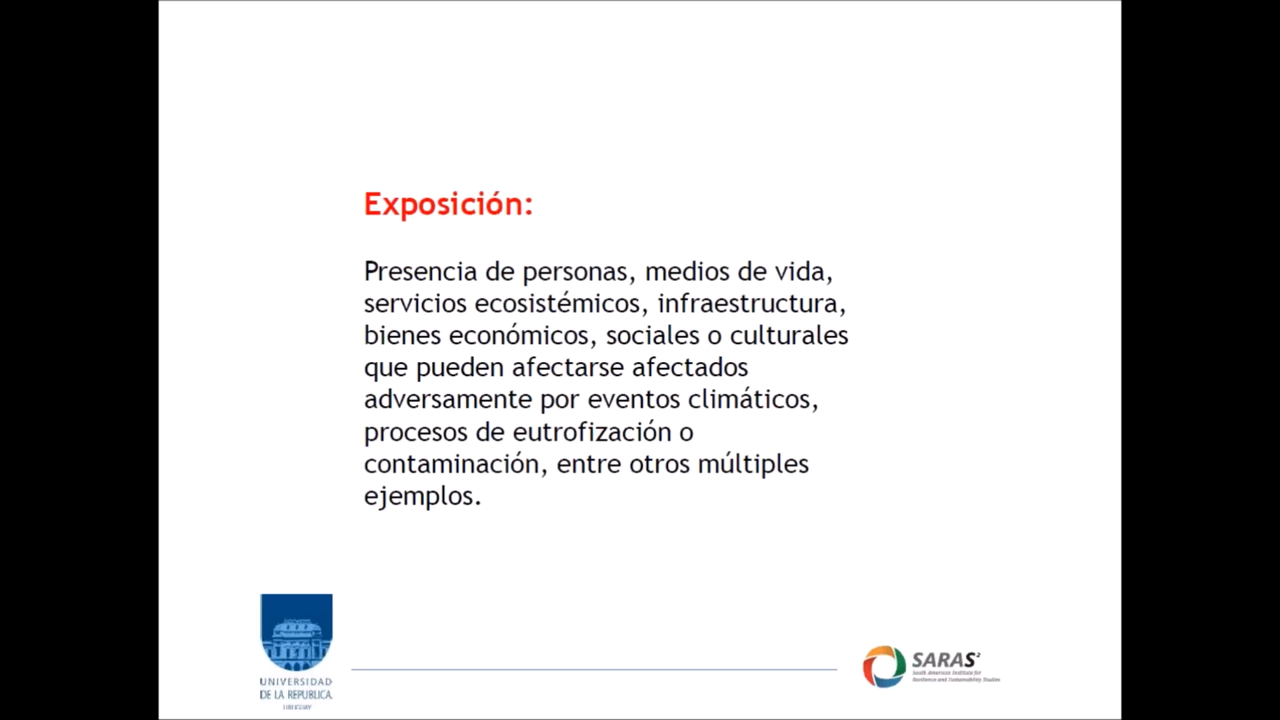 Exposición:
Presencia de personas, medios de vida,
servicios ecosistémicos, infraestructura,
bienes económicos, sociales o culturales
que pueden afectarse afectados
adversamente por eventos climáticos,
procesos de eutrofización o
contaminación, entre otros múltiples
ejemplos.
UNIVERSIDAD
DE LA REPUBLICA
URUGUAY
SARAS²
South American Institute for
Resilience and Sustainability Studies